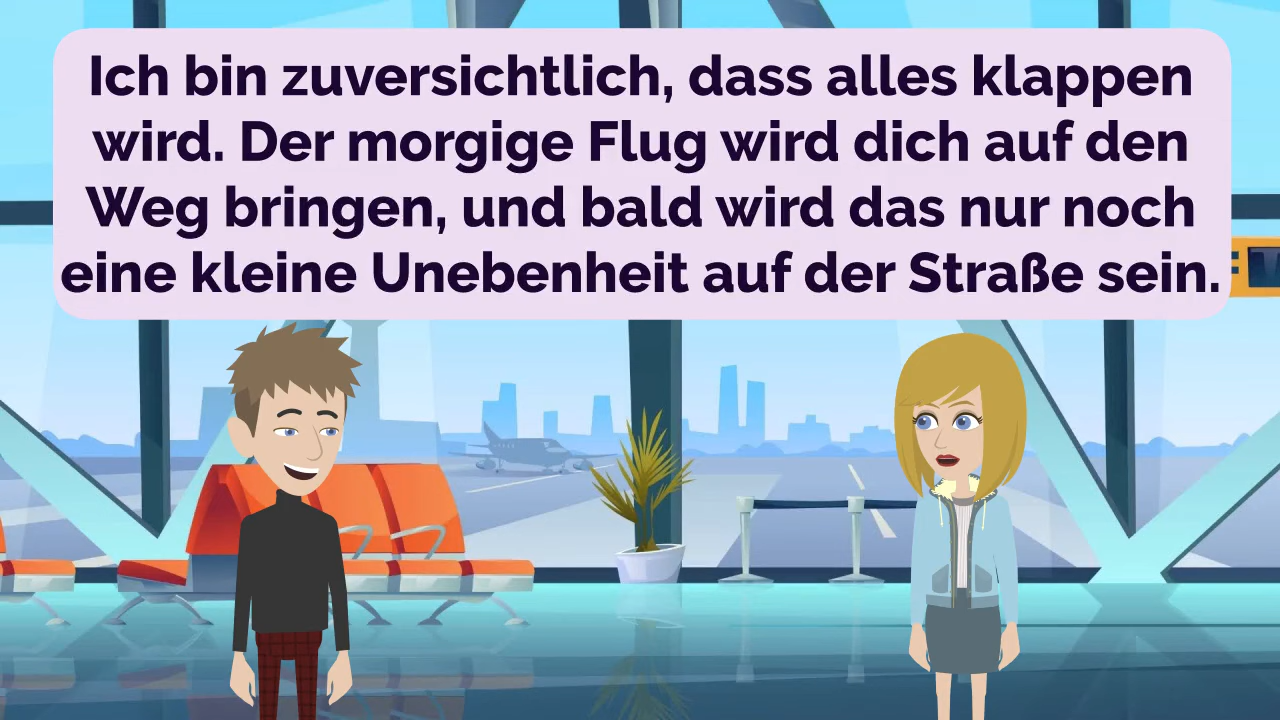 Ich bin zuversichtlich, dass alles klappen
wird. Der morgige Flug wird dich auf den
Weg bringen, und bald wird das nur noch
eine kleine Unebenheit auf der Straße sein.